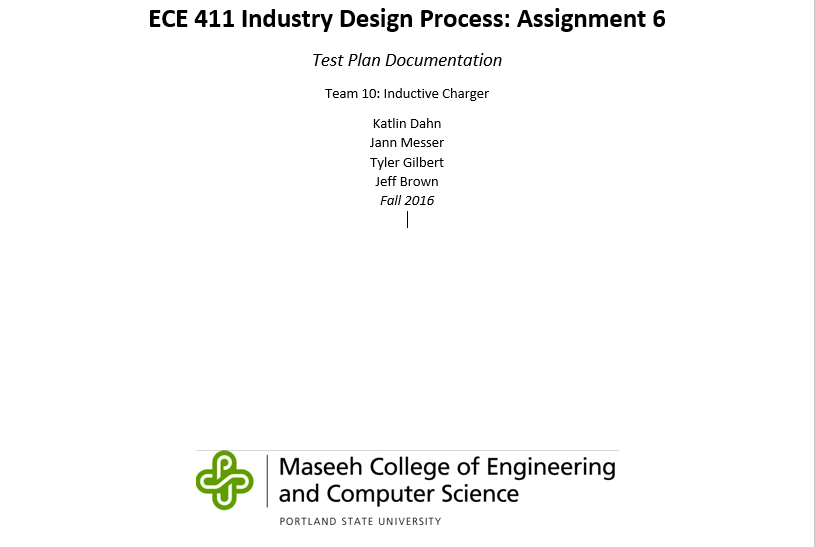 ECE 411 Industry Design Process: Assignment 6
Test Plan Documentation
Team 10: Inductive Charger
Katlin Dahn
Jann Messer
Tyler Gilbert
Jeff Brown
Fall 2016
Maseeh College of Engineering
and Computer Science
PORTLAND STATE UNIVERSITY